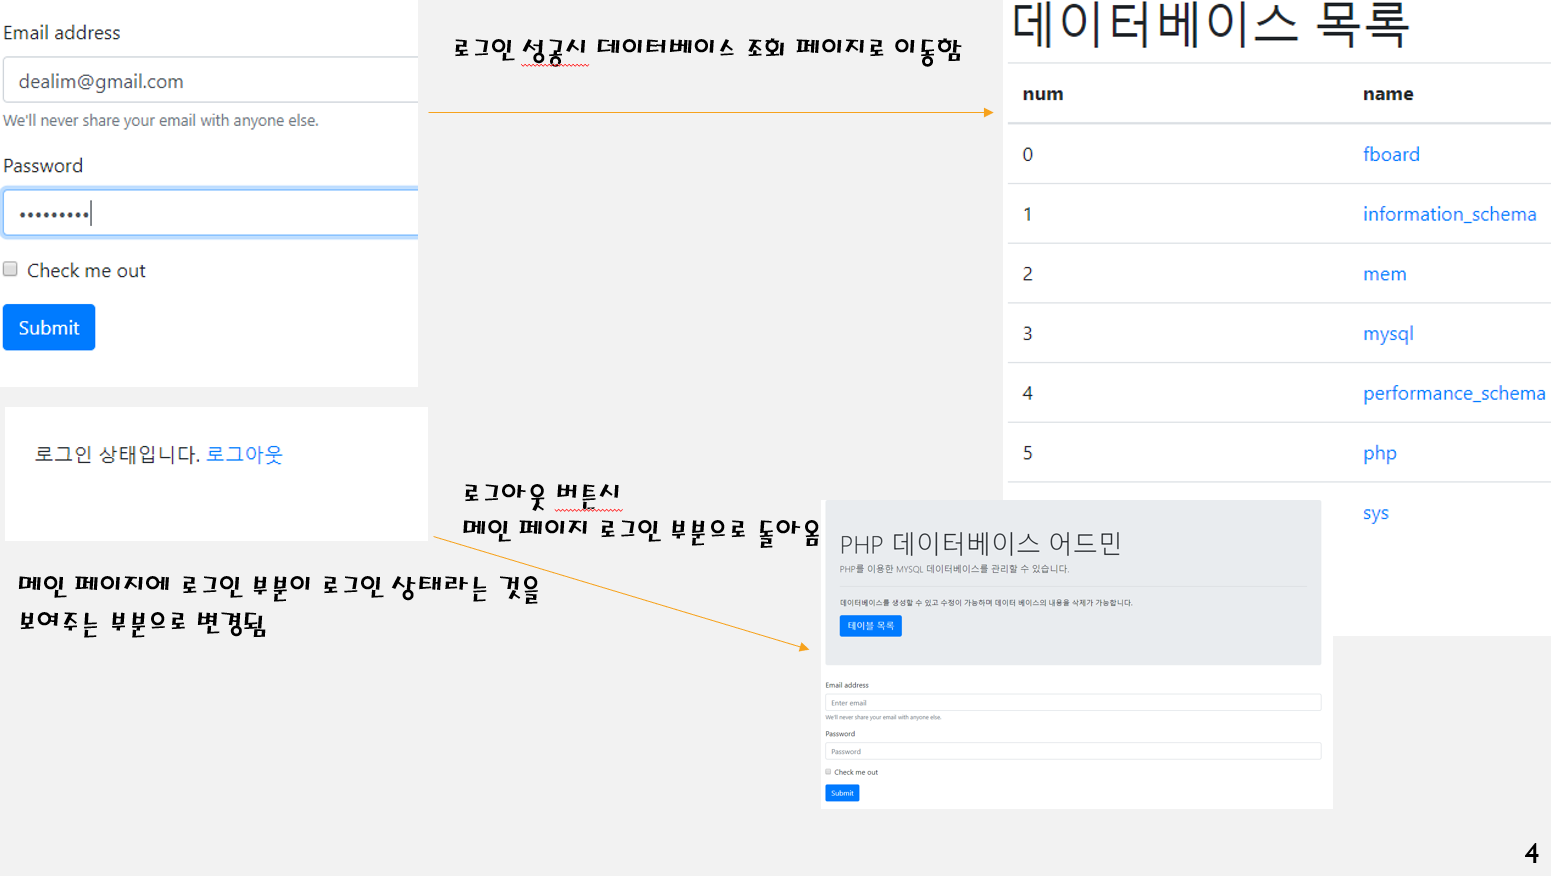 Email address
dealim@gmail.com
We'll never share your email with anyone else.
Password
•••••••••
Check me out
Submit
로그인 성공시 데이터베이스 조회 페이지로 이동함
데이터베이스 목록
num name
0 fboard
1 information_schema
2 mem
3 mysql
4 performance_schema
5 php
sys
로그인 상태입니다. 로그아웃
메인 페이지에 로그인 부분이 로그인 상태라는 것을
보여주는 부분으로 변경됨
로그아웃 버튼시
메인 페이지 로그인 부분으로 돌아옴
PHP 데이터베이스 어드민
PHP를 이용한 MYSQL 데이터베이스를 관리할 수 있습니다.
데이터베이스를 생성할 수 있고 수정이 가능하며 데이터 베이스의 내용을 삭제가 가능합니다.
테이블 목록
Email address
Enter email
We'll never share your email with anyone else.
Password
Password
Check me out
Submit
4